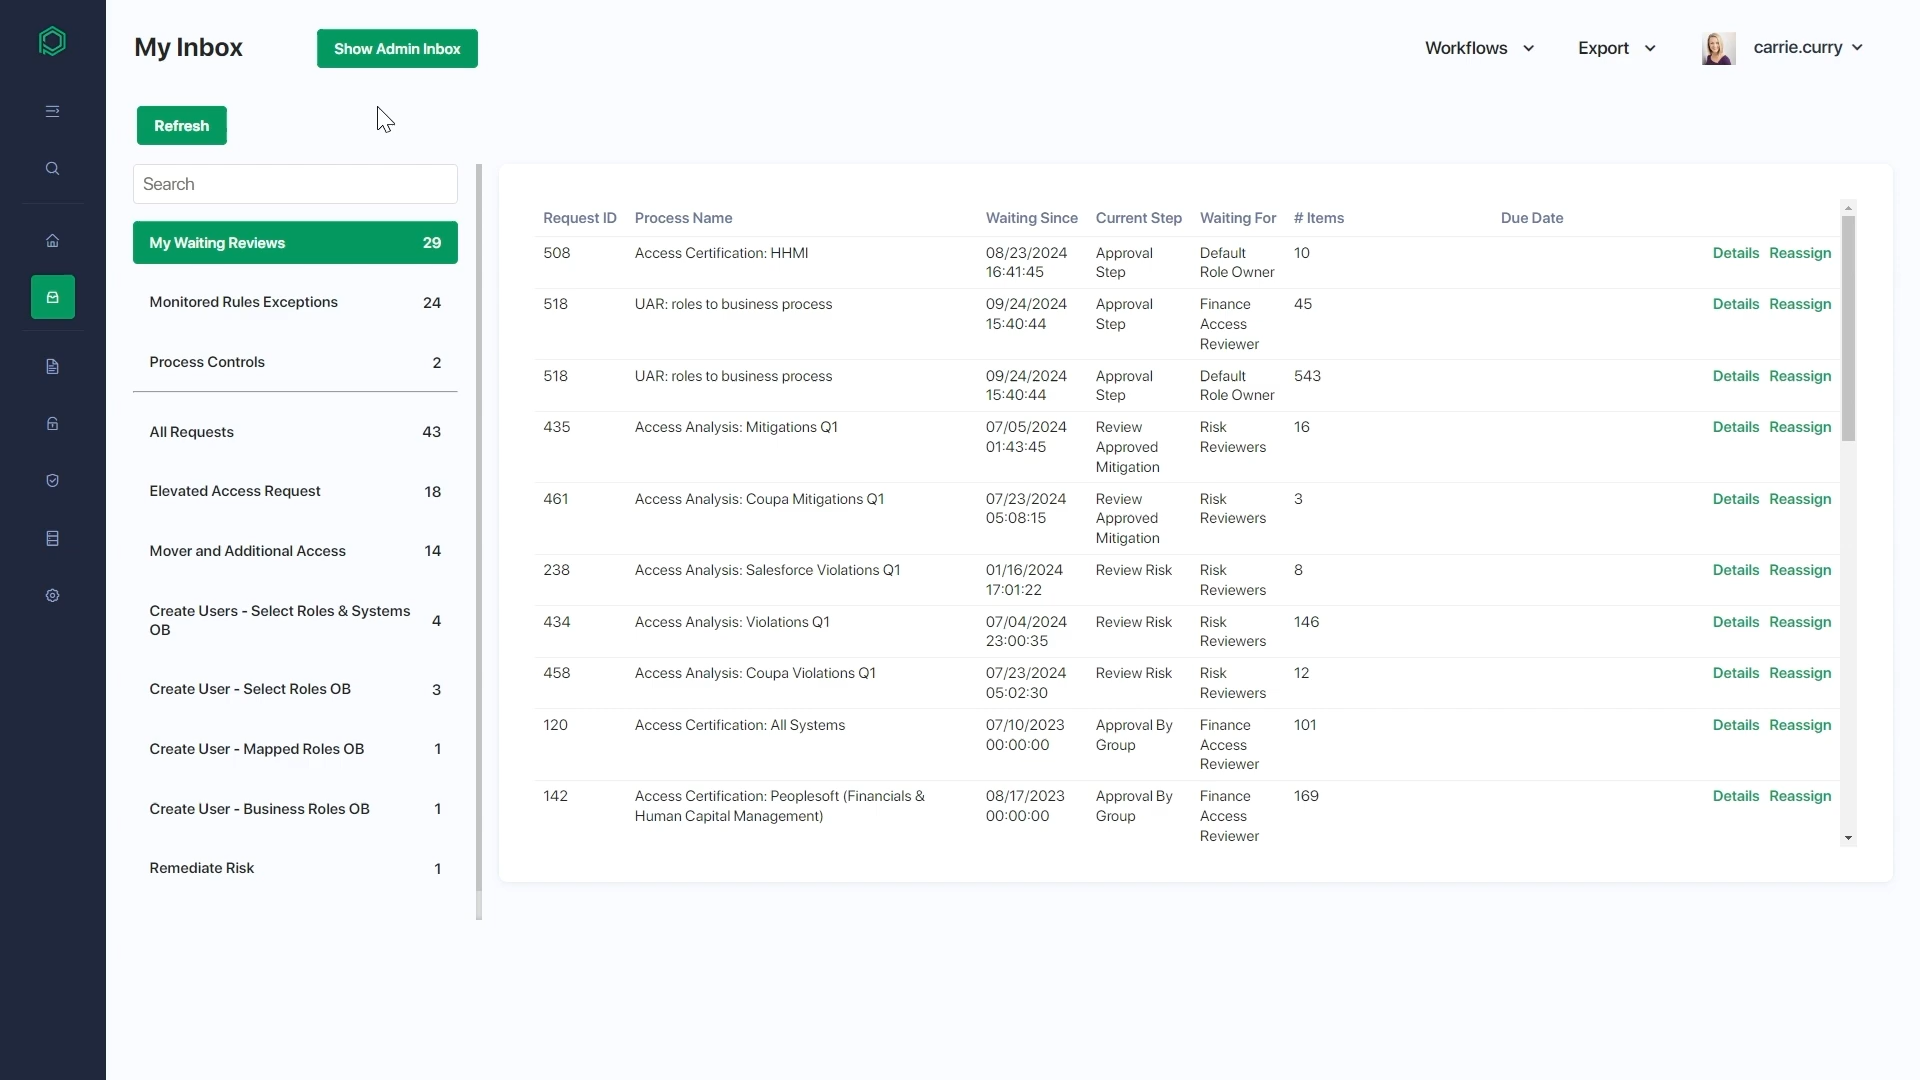 My Inbox
Show Admin Inbox
Workflows
Export
carrie.curry
Refresh
Search
My Waiting Reviews 29
Monitored Rules Exceptions 24
Process Controls 2
All Requests 43
Elevated Access Request 18
Mover and Additional Access 14
Create Users - Select Roles & Systems
OB
4
Create User - Select Roles OB 3
Create User - Mapped Roles OB 1
Create User - Business Roles OB 1
Remediate Risk 1
Request ID Process Name Waiting Since Current Step Waiting For # Items Due Date
508 Access Certification: HHMI 08/23/2024 Approval Default 10 Details Reassign
16:41:45 Step Role Owner
518 UAR: roles to business process 09/24/2024 Approval Finance 45 Details Reassign
15:40:44 Step Access
Reviewer
518 UAR: roles to business process 09/24/2024 Approval Default 543 Details Reassign
15:40:44 Step Role Owner
435 Access Analysis: Mitigations Q1 07/05/2024 Review Risk 16 Details Reassign
01:43:45 Approved Reviewers
Mitigation
461 Access Analysis: Coupa Mitigations Q1 07/23/2024 Review Risk 3 Details Reassign
05:08:15 Approved Reviewers
Mitigation
238 Access Analysis: Salesforce Violations Q1 01/16/2024 Review Risk Risk 8 Details Reassign
17:01:22 Reviewers
434 Access Analysis: Violations Q1 07/04/2024 Review Risk Risk 146 Details Reassign
23:00:35 Reviewers
458 Access Analysis: Coupa Violations Q1 07/23/2024 Review Risk Risk 12 Details Reassign
05:02:30 Reviewers
120 Access Certification: All Systems 07/10/2023 Approval By Finance 101 Details Reassign
00:00:00 Group Access
Reviewer
142 Access Certification: Peoplesoft (Financials & 08/17/2023 Approval By Finance 169 Details Reassign
Human Capital Management) 00:00:00 Group Access
Reviewer